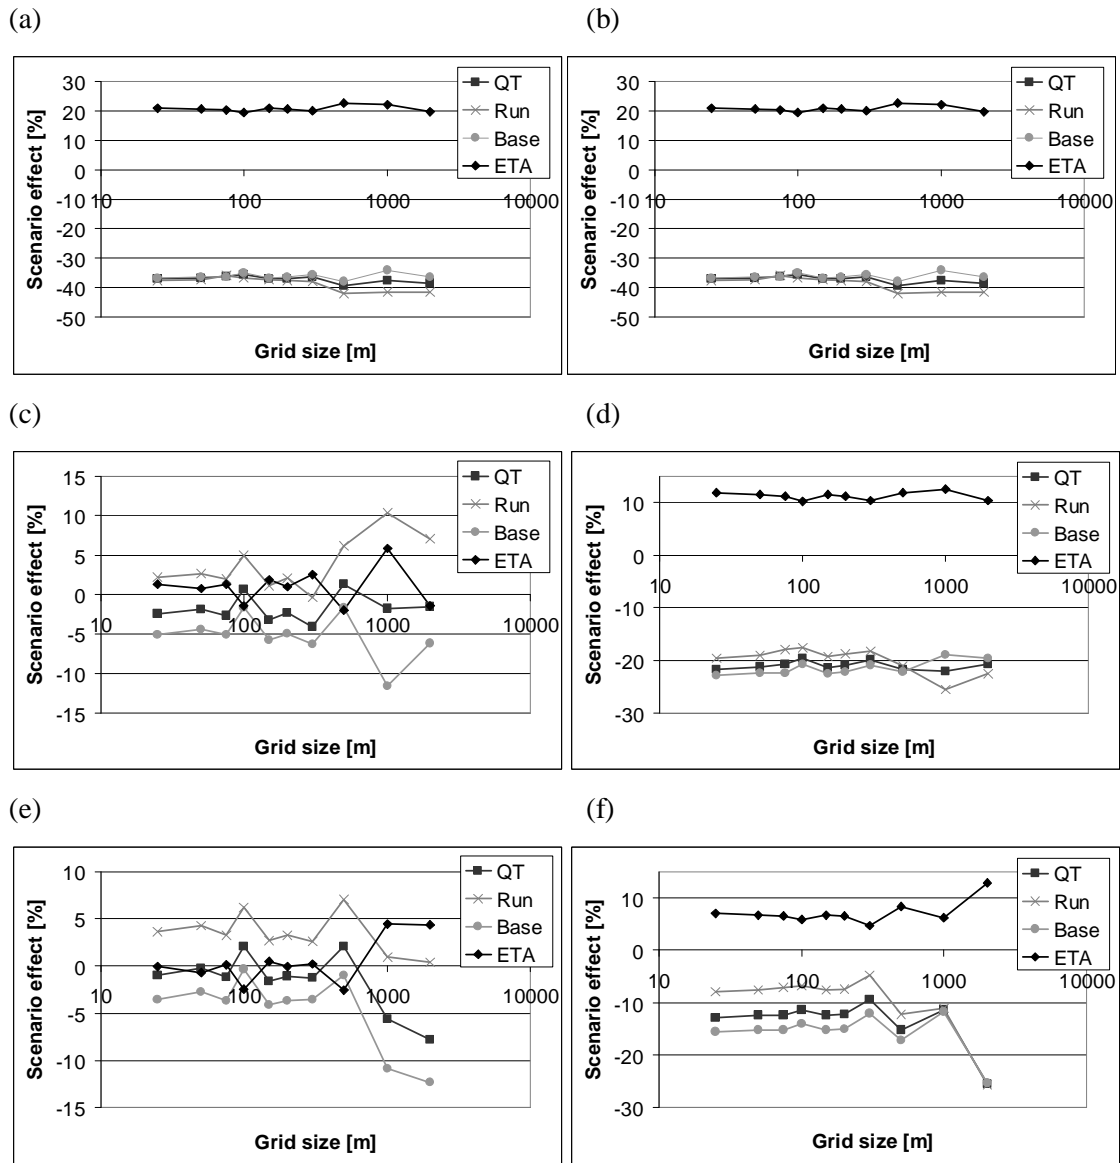 (a)
(b)
30
20
10
0
-10
-20
-30
-40
-50
10
100
1000
10000
Scenario effect [%]
Grid size [m]
QT
Run
Base
ETA
30
20
10
0
-10
-20
-30
-40
-50
10
100
1000
10000
Scenario effect [%]
Grid size [m]
QT
Run
Base
ETA
(c)
(d)
15
10
5
0
-5
-10
-15
10
100
1000
10000
Scenario effect [%]
Grid size [m]
QT
Run
Base
ETA
10
0
-10
-20
-30
10
100
1000
10000
Scenario effect [%]
Grid size [m]
QT
Run
Base
ETA
(e)
(f)
10
5
0
-5
-10
-15
10
100
1000
10000
Scenario effect [%]
Grid size [m]
QT
Run
Base
ETA
10
0
-10
-20
-30
10
100
1000
10000
Scenario effect [%]
Grid size [m]
QT
Run
Base
ETA